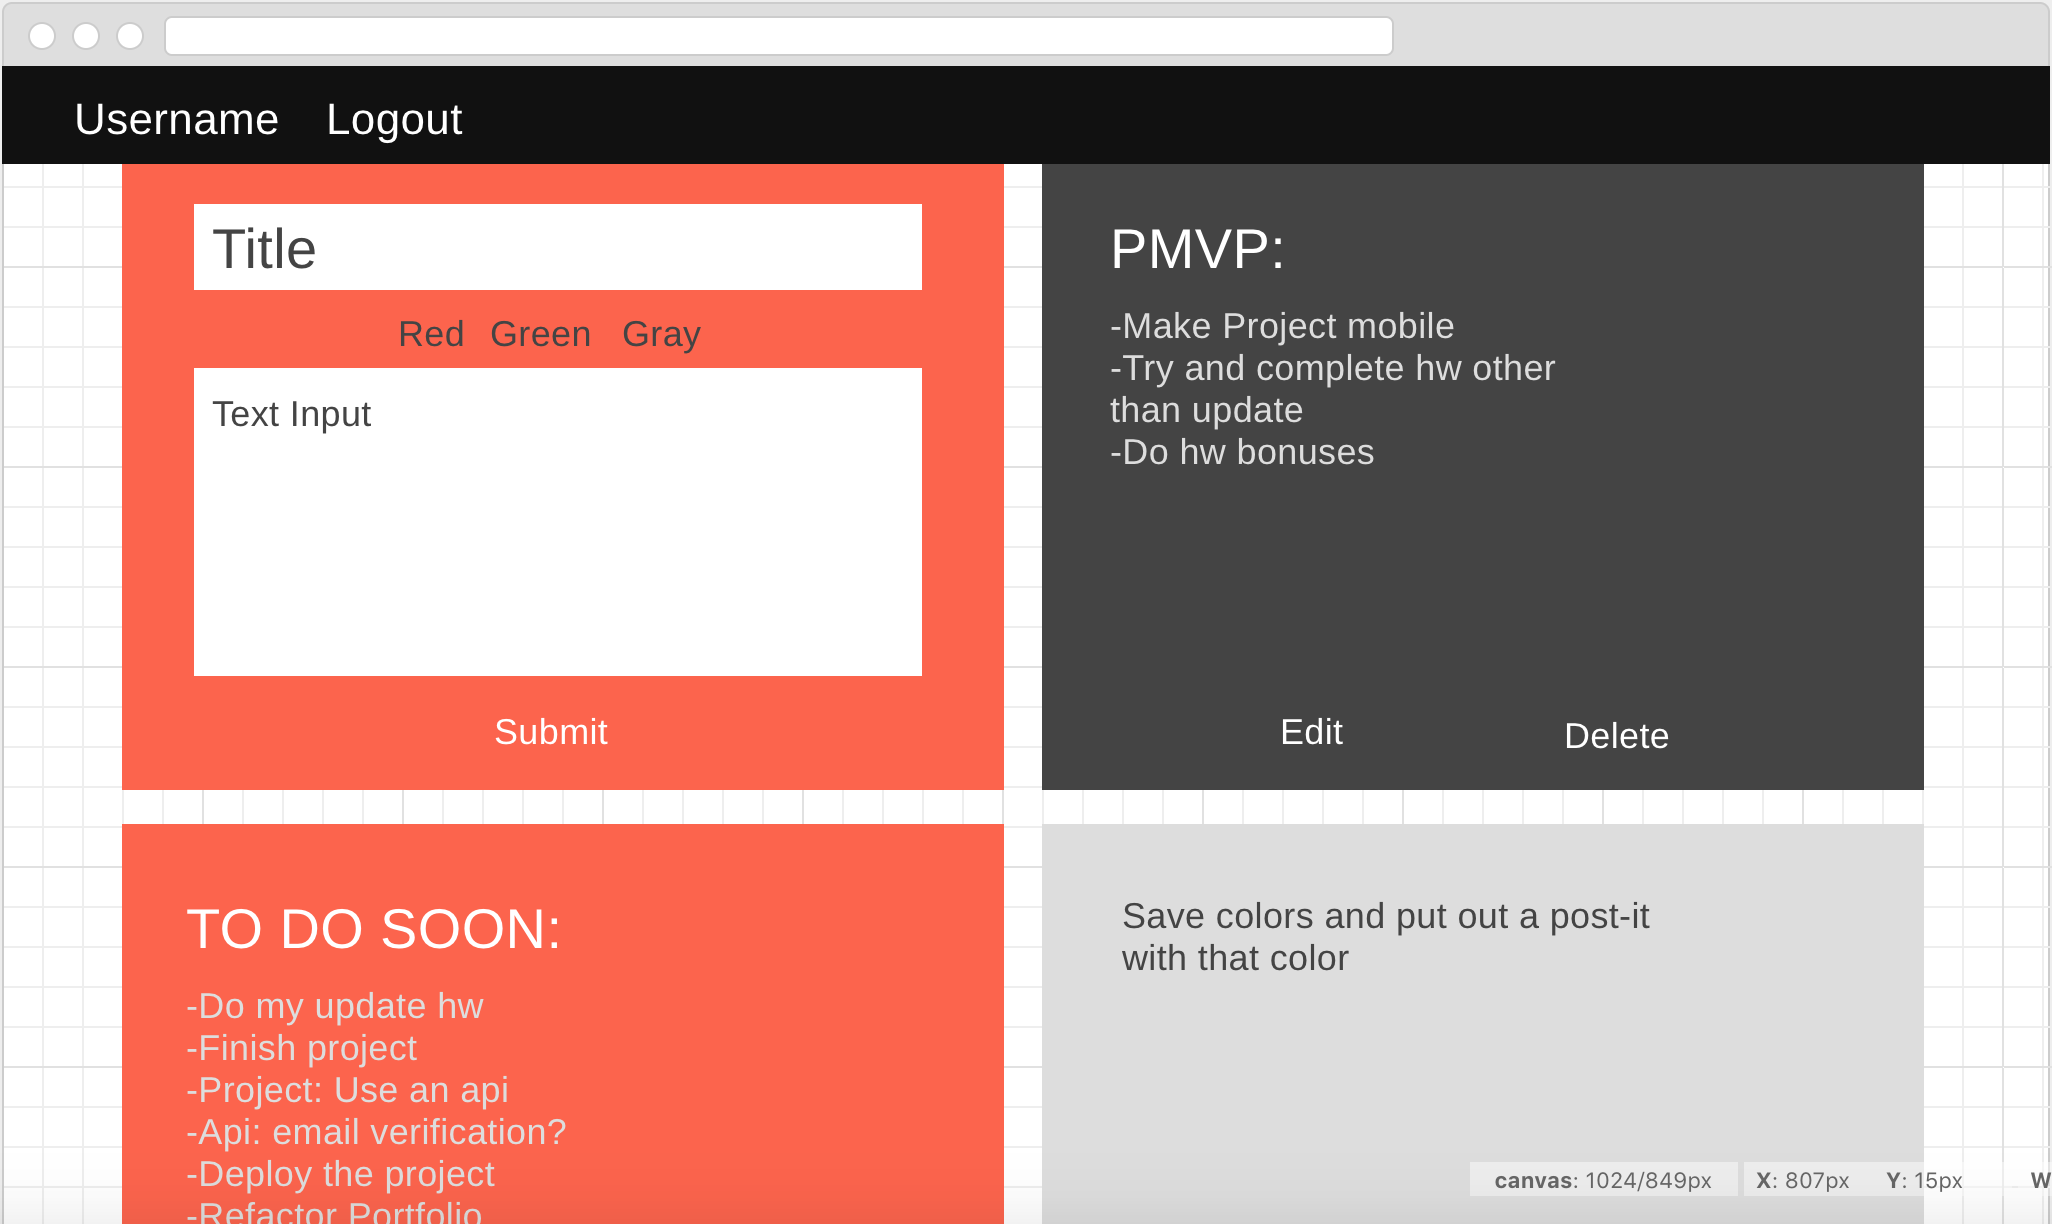 Username Logout
Title
Red Green Gray
Text Input
Submit
PMVP:
-Make Project mobile
-Try and complete hw other
than update
-Do hw bonuses
Edit Delete
TO DO SOON:
-Do my update hw
-Finish project
-Project: Use an api
-Api: email verification?
-Deploy the project
-Refactor Portfolio
Save colors and put out a post-it
with that color
canvas: 1024/849px X: 807px Y: 15px W